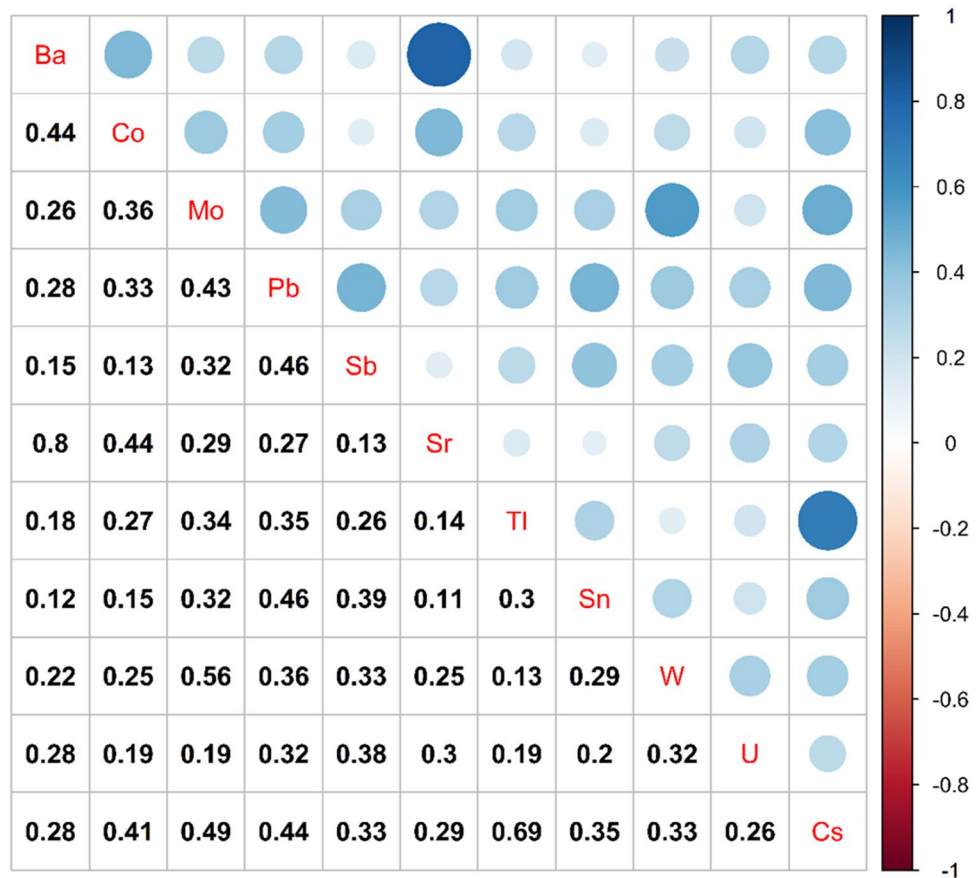 Ba
0.44 Co
0.26 0.36 Mo
0.28 0.33 0.43 Pb
0.15 0.13 0.32 0.46 Sb
0.8 0.44 0.29 0.27 0.13 Sr
0.18 0.27 0.34 0.35 0.26 0.14 Tl
0.12 0.15 0.32 0.46 0.39 0.11 0.3 Sn
0.22 0.25 0.56 0.36 0.33 0.25 0.13 0.29 W
0.28 0.19 0.19 0.32 0.38 0.3 0.19 0.2 0.32 U
0.28 0.41 0.49 0.44 0.33 0.29 0.69 0.35 0.33 0.26 Cs
1
0.8
0.6
0.4
0.2
0
-0.2
-0.4
-0.6
-0.8
-1